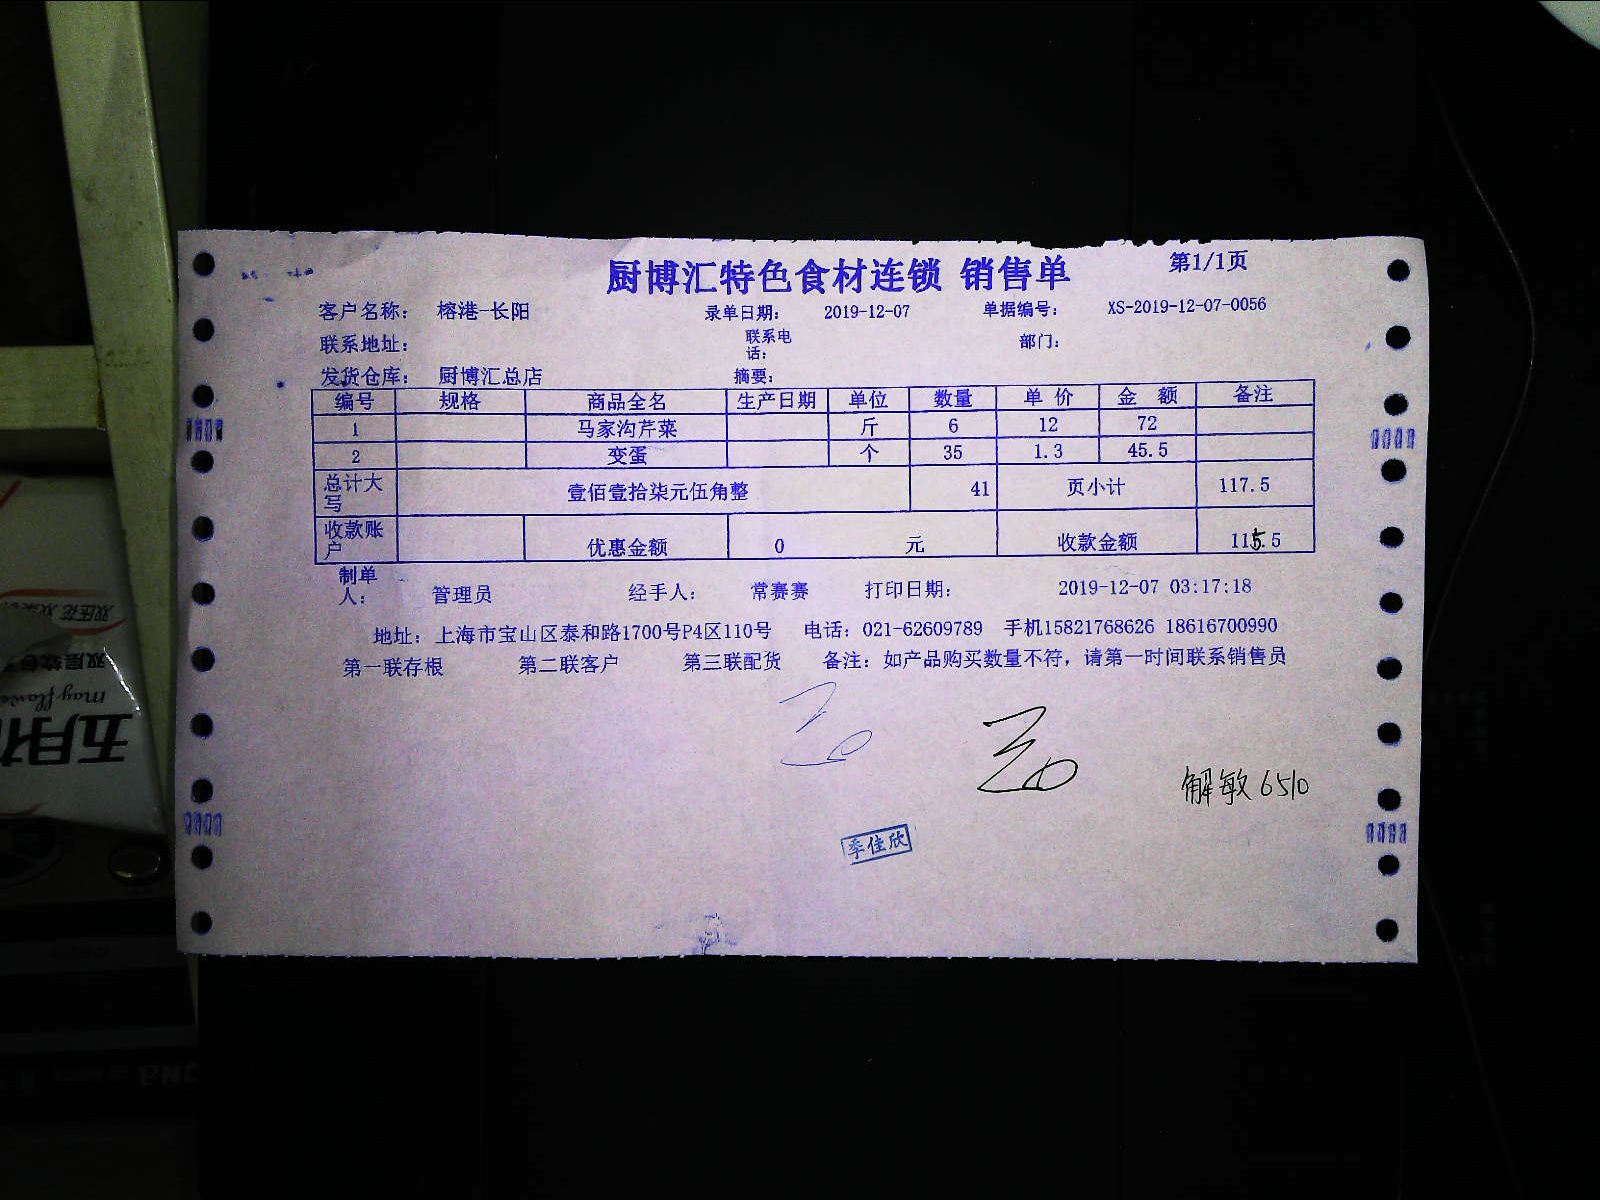 厨博汇特色食材连锁 销售单 第1/1页
客户名称： 榕港-长阳 录单日期： 2019-12-07 单据编号： XS-2019-12-07-0056
联系地址： 联系电话： 部门：
发货仓库： 厨博汇总店 摘要：
编号 规格 商品全名 生产日期 单位 数量 单价 金额 备注
1 马家沟芹菜 斤 6 12 72
2 变蛋 个 35 1.3 45.5
总计大写 壹佰壹拾柒元伍角整 41 页小计 117.5
收款账户 优惠金额 0 元 收款金额 115.5
制单人： 管理员 经手人： 常赛赛 打印日期： 2019-12-07 03:17:18
地址：上海市宝山区泰和路1700号P4区110号 电话：021-62609789 手机15821768626 18616700990
第一联存根 第二联客户 第三联配货 备注：如产品购买数量不符，请第一时间联系销售员
解敏 6510
季佳欣
双层软包
may flower
五月花